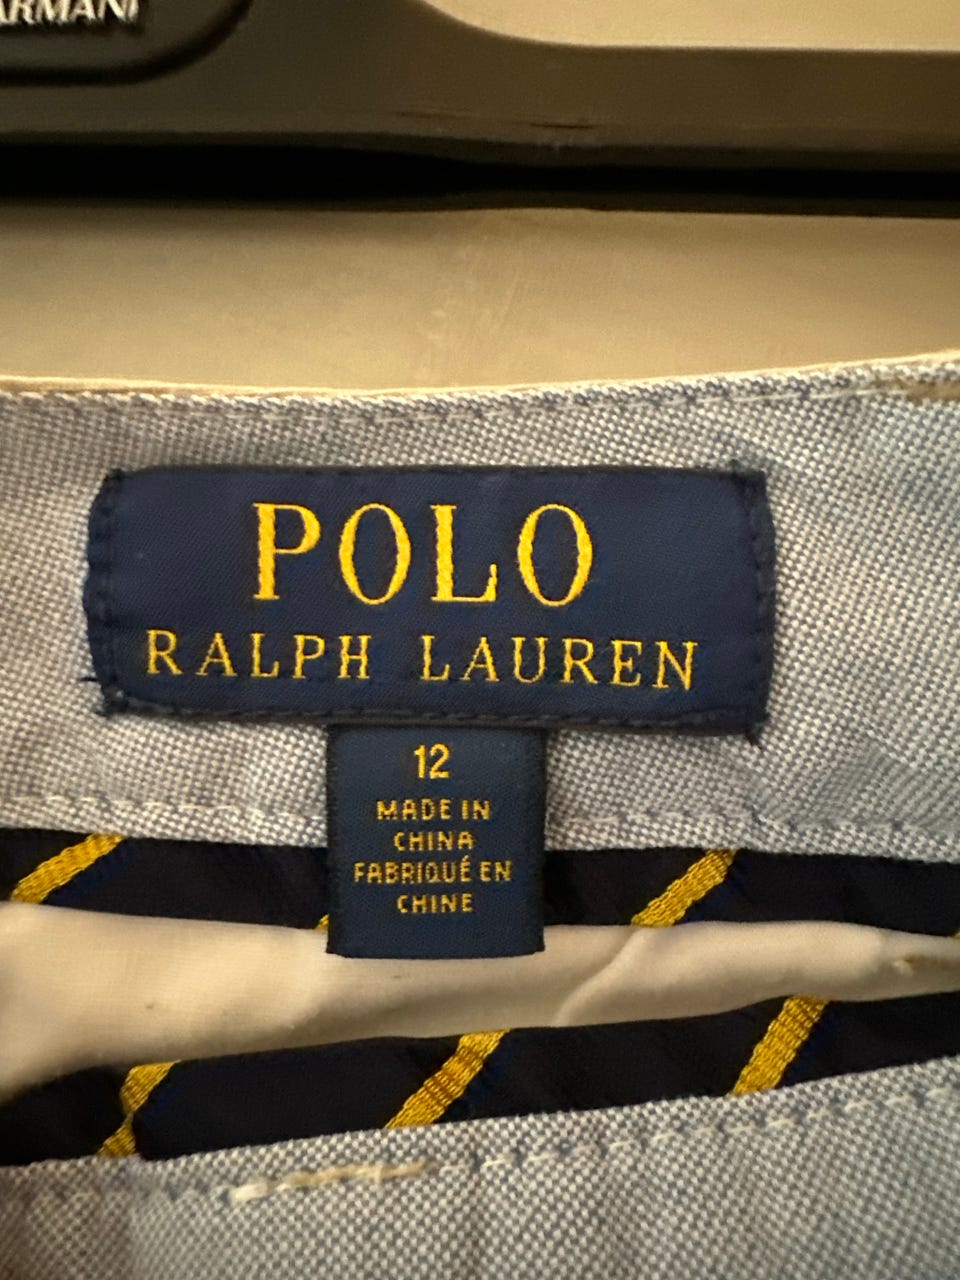 ARMANI
POLO
RALPH LAUREN
12
MADE IN
CHINA
FABRIQUÉ EN
CHINE